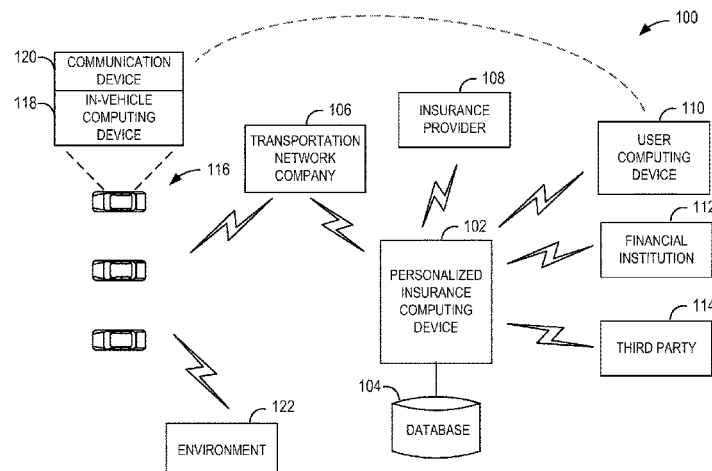 100
120
COMMUNICATION
DEVICE
118
IN-VEHICLE
COMPUTING
DEVICE
106
TRANSPORTATION
NETWORK
COMPANY
108
INSURANCE
PROVIDER
110
USER
COMPUTING
DEVICE
116
102
PERSONALIZED
INSURANCE
COMPUTING
DEVICE
112
FINANCIAL
INSTITUTION
114
THIRD PARTY
104
DATABASE
122
ENVIRONMENT